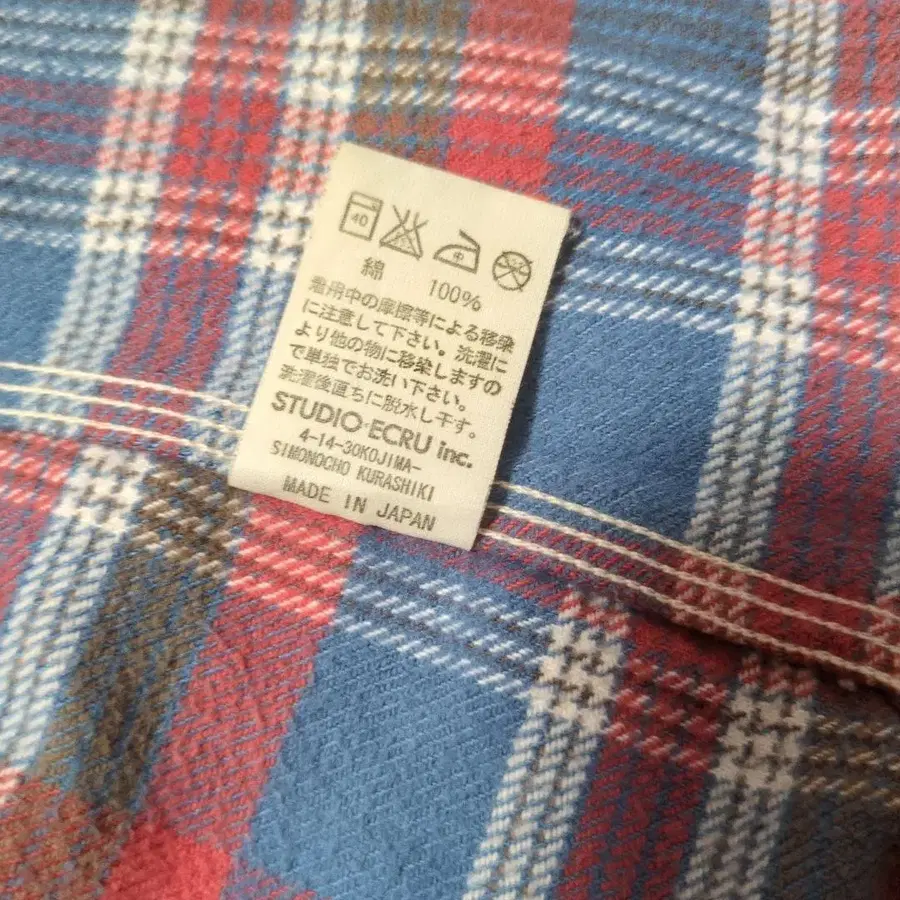 40 中
綿 100%
着用中の摩擦等による移染
に注意して下さい。洗濯に
より他の物に移染しますの
で単独でお洗い下さい。
洗濯後直ちに脱水し干す。
STUDIO・ECRU inc.
4-14-30KOJIMA-
SIMONOCHO KURASHIKI
MADE IN JAPAN